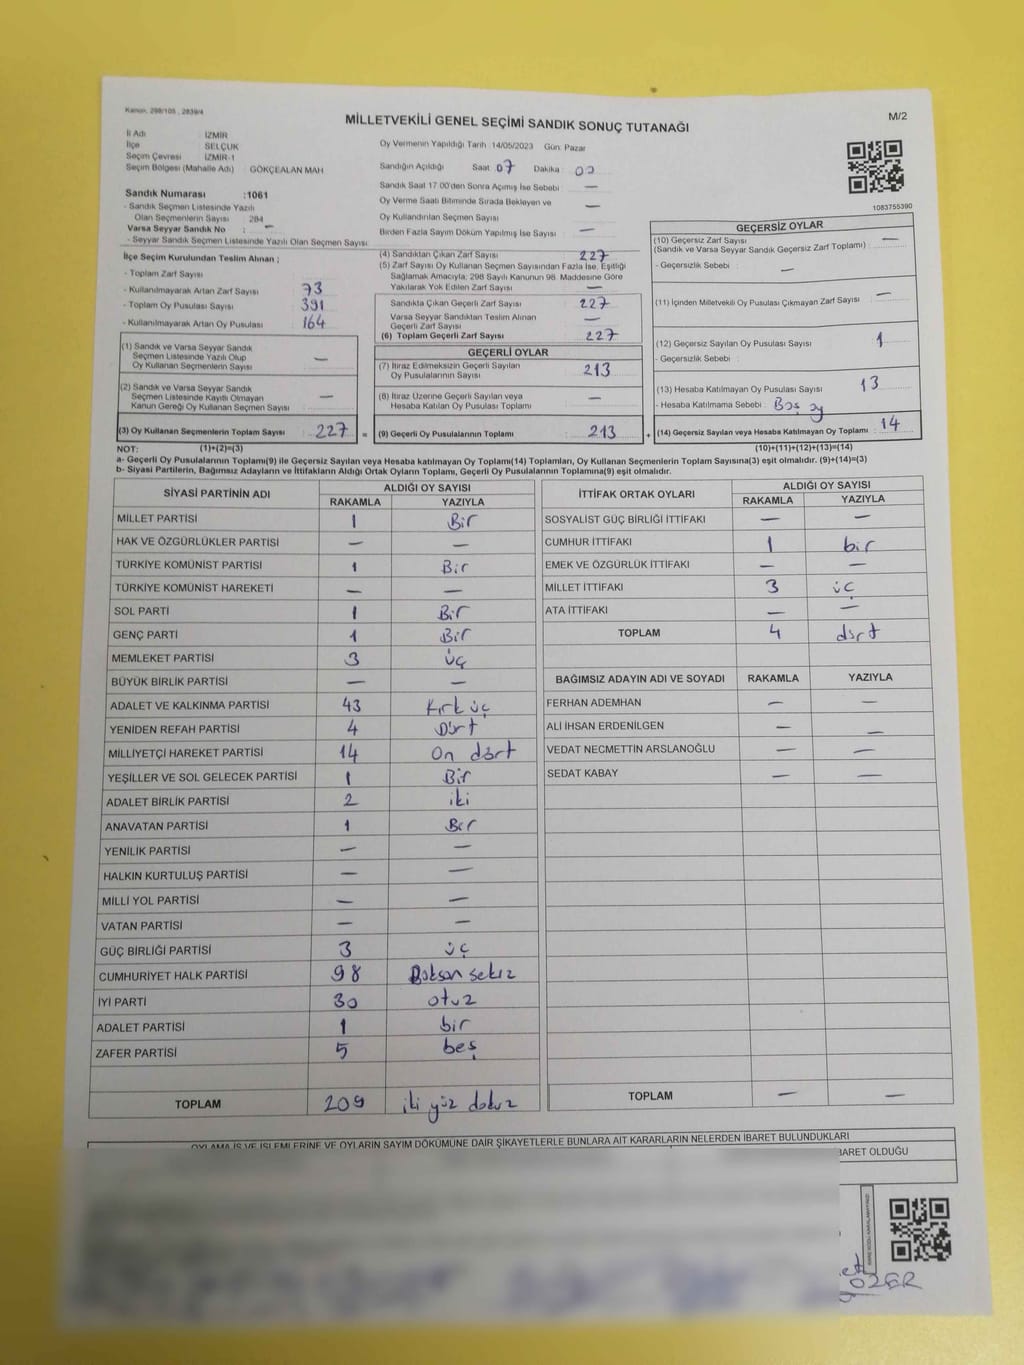 Kanun, 298/105 , 2839/4
MİLLETVEKİLİ GENEL SEÇİMİ SANDIK SONUÇ TUTANAĞI
M/2
İl Adı İZMİR
İlçe SELÇUK
Seçim Çevresi İZMİR-1
Seçim Bölgesi (Mahalle Adı) GÖKÇEALAN MAH
Sandık Numarası :1061
- Sandık Seçmen Listesinde Yazılı
Olan Seçmenlerin Sayısı : 284
Varsa Seyyar Sandık No : —
- Seyyar Sandık Seçmen Listesinde Yazılı Olan Seçmen Sayısı
İlçe Seçim Kurulundan Teslim Alınan ;
- Toplam Zarf Sayısı
- Kullanılmayarak Artan Zarf Sayısı 73
- Toplam Oy Pusulası Sayısı 391
- Kullanılmayarak Artan Oy Pusulası 164
(1) Sandık ve Varsa Seyyar Sandık
Seçmen Listesinde Yazılı Olup
Oy Kullanan Seçmenlerin Sayısı —
(2) Sandık ve Varsa Seyyar Sandık
Seçmen Listesinde Kayıtlı Olmayan
Kanun Gereği Oy Kullanan Seçmen Sayısı —
(3) Oy Kullanan Seçmenlerin Toplam Sayısı : 227 =
Oy Vermenin Yapıldığı Tarih 14/05/2023 Gün: Pazar
Sandığın Açıldığı Saat 07 Dakika : 00
Sandık Saat 17.00'den Sonra Açımış İse Sebebi —
Oy Verme Saati Bitiminde Sırada Bekleyen ve —
Oy Kullandırılan Seçmen Sayısı
Birden Fazla Sayım Döküm Yapılmış İse Sayısı —
(4) Sandıktan Çıkan Zarf Sayısı 227
(5) Zarf Sayısı Oy Kullanan Seçmen Sayısından Fazla İse, Eşitliği
Sağlamak Amacıyla; 298 Sayılı Kanunun 98. Maddesine Göre
Yakılarak Yok Edilen Zarf Sayısı —
Sandıkta Çıkan Geçerli Zarf Sayısı 227
Varsa Seyyar Sandıktan Teslim Alınan
Geçerli Zarf Sayısı —
(6) Toplam Geçerli Zarf Sayısı 227
GEÇERLİ OYLAR
(7) İtiraz Edilmeksizin Geçerli Sayılan
Oy Pusulalarının Sayısı 213
(8) İtiraz Üzerine Geçerli Sayılan veya
Hesaba Katılan Oy Pusulası Toplamı —
(9) Geçerli Oy Pusulalarının Toplamı : 213 +
1083755390
GEÇERSİZ OYLAR
(10) Geçersiz Zarf Sayısı —
(Sandık ve Varsa Seyyar Sandık Geçersiz Zarf Toplamı) :
- Geçersizlik Sebebi : —
(11) İçinden Milletvekili Oy Pusulası Çıkmayan Zarf Sayısı —
(12) Geçersiz Sayılan Oy Pusulası Sayısı 1
- Geçersizlik Sebebi :
(13) Hesaba Katılmayan Oy Pusulası Sayısı 13
- Hesaba Katılmama Sebebi : Boş oy
(14) Geçersiz Sayılan veya Hesaba Katılmayan Oy Toplamı : 14
NOT: (1)+(2)=(3) (10)+(11)+(12)+(13)=(14)
a- Geçerli Oy Pusulalarının Toplamı(9) ile Geçersiz Sayılan veya Hesaba katılmayan Oy Toplamı(14) Toplamları, Oy Kullanan Seçmenlerin Toplam Sayısına(3) eşit olmalıdır. (9)+(14)=(3)
b- Siyasi Partilerin, Bağımsız Adayların ve İttifakların Aldığı Ortak Oyların Toplamı, Geçerli Oy Pusulalarının Toplamına(9) eşit olmalıdır.
SİYASİ PARTİNİN ADI ALDIĞI OY SAYISI
RAKAMLA YAZIYLA
MİLLET PARTİSİ 1 Bir
HAK VE ÖZGÜRLÜKLER PARTİSİ — —
TÜRKİYE KOMÜNİST PARTİSİ 1 Bir
TÜRKİYE KOMÜNİST HAREKETİ — —
SOL PARTİ 1 Bir
GENÇ PARTİ 1 Bir
MEMLEKET PARTİSİ 3 üç
BÜYÜK BİRLİK PARTİSİ — —
ADALET VE KALKINMA PARTİSİ 43 Kırk üç
YENİDEN REFAH PARTİSİ 4 Dört
MİLLİYETÇİ HAREKET PARTİSİ 14 On dört
YEŞİLLER VE SOL GELECEK PARTİSİ 1 Bir
ADALET BİRLİK PARTİSİ 2 iki
ANAVATAN PARTİSİ 1 Bir
YENİLİK PARTİSİ — —
HALKIN KURTULUŞ PARTİSİ — —
MİLLİ YOL PARTİSİ — —
VATAN PARTİSİ — —
GÜÇ BİRLİĞİ PARTİSİ 3 üç
CUMHURİYET HALK PARTİSİ 98 Doksan sekiz
İYİ PARTİ 30 otuz
ADALET PARTİSİ 1 bir
ZAFER PARTİSİ 5 beş
TOPLAM 209 iki yüz dokuz
İTTİFAK ORTAK OYLARI ALDIĞI OY SAYISI
RAKAMLA YAZIYLA
SOSYALİST GÜÇ BİRLİĞİ İTTİFAKI — —
CUMHUR İTTİFAKI 1 bir
EMEK VE ÖZGÜRLÜK İTTİFAKI — —
MİLLET İTTİFAKI 3 üç
ATA İTTİFAKI — —
TOPLAM 4 dört
BAĞIMSIZ ADAYIN ADI VE SOYADI RAKAMLA YAZIYLA
FERHAN ADEMHAN — —
ALİ İHSAN ERDENİLGEN — —
VEDAT NECMETTİN ARSLANOĞLU — —
SEDAT KABAY — —
TOPLAM — —
OYLAMA İŞ VE İŞLEMLERİNE VE OYLARIN SAYIM DÖKÜMÜNE DAİR ŞİKAYETLERLE BUNLARA AİT KARARLARIN NELERDEN İBARET BULUNDUKLARI
İBARET OLDUĞU
ÖZER